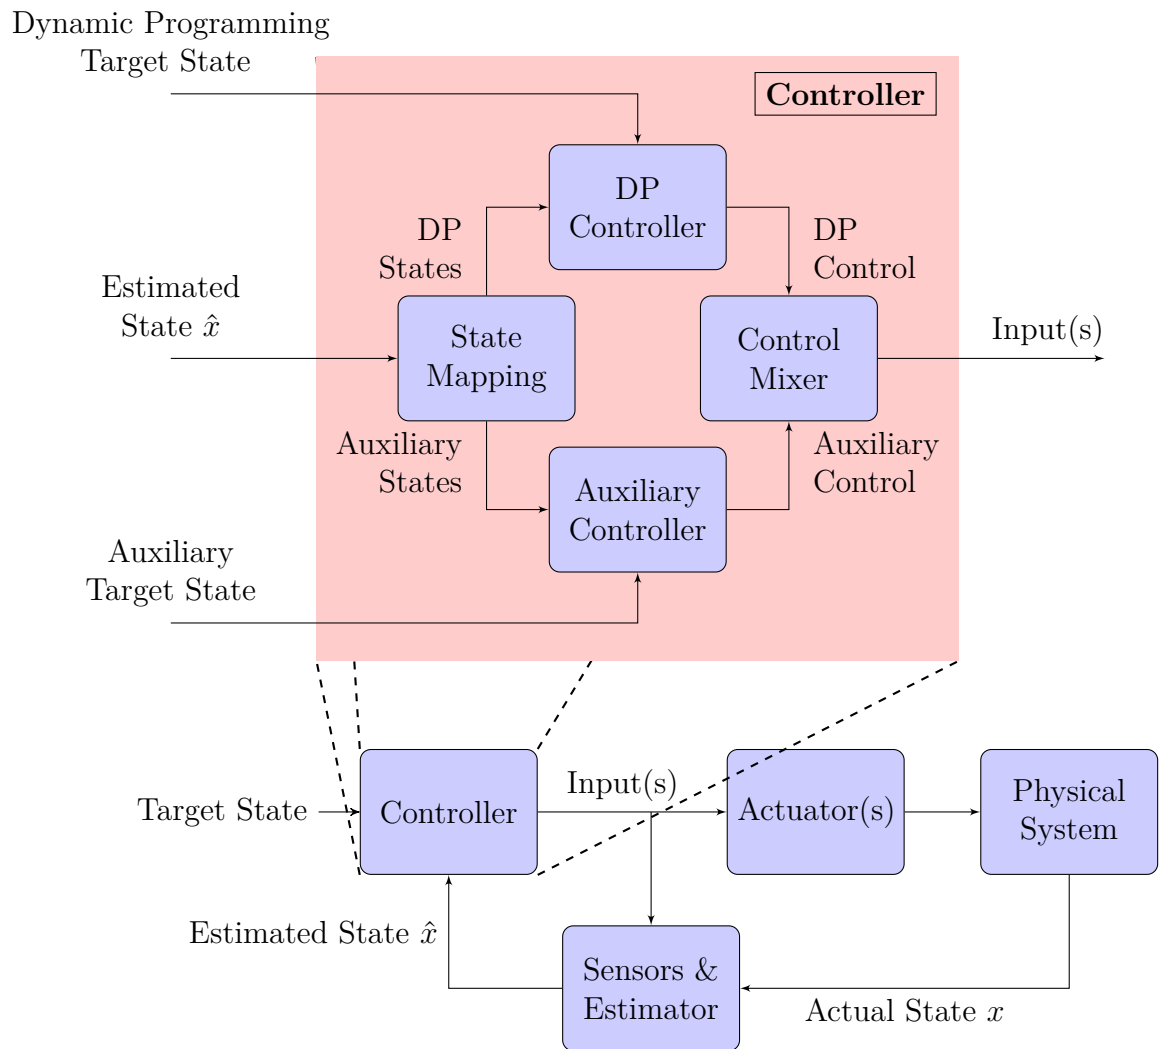 Dynamic Programming
Target State
Controller
DP
Controller
DP
States
DP
Control
Estimated
State x̂
State
Mapping
Control
Mixer
Input(s)
Auxiliary
States
Auxiliary
Control
Auxiliary
Controller
Auxiliary
Target State
Target State
Controller
Input(s)
Actuator(s)
Physical
System
Estimated State x̂
Sensors &
Estimator
Actual State x